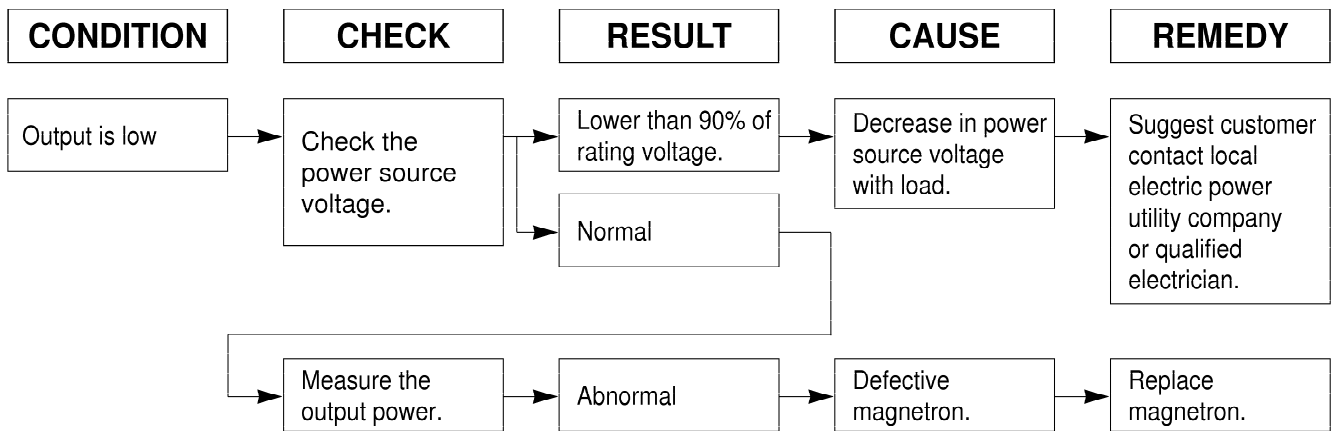 CONDITION
CHECK
RESULT
CAUSE
REMEDY
Output is low
Check the
power source
voltage.
Lower than 90% of
rating voltage.
Decrease in power
source voltage
with load.
Suggest customer
contact local
electric power
utility company
or qualified
electrician.
Normal
Measure the
output power.
Abnormal
Defective
magnetron.
Replace
magnetron.